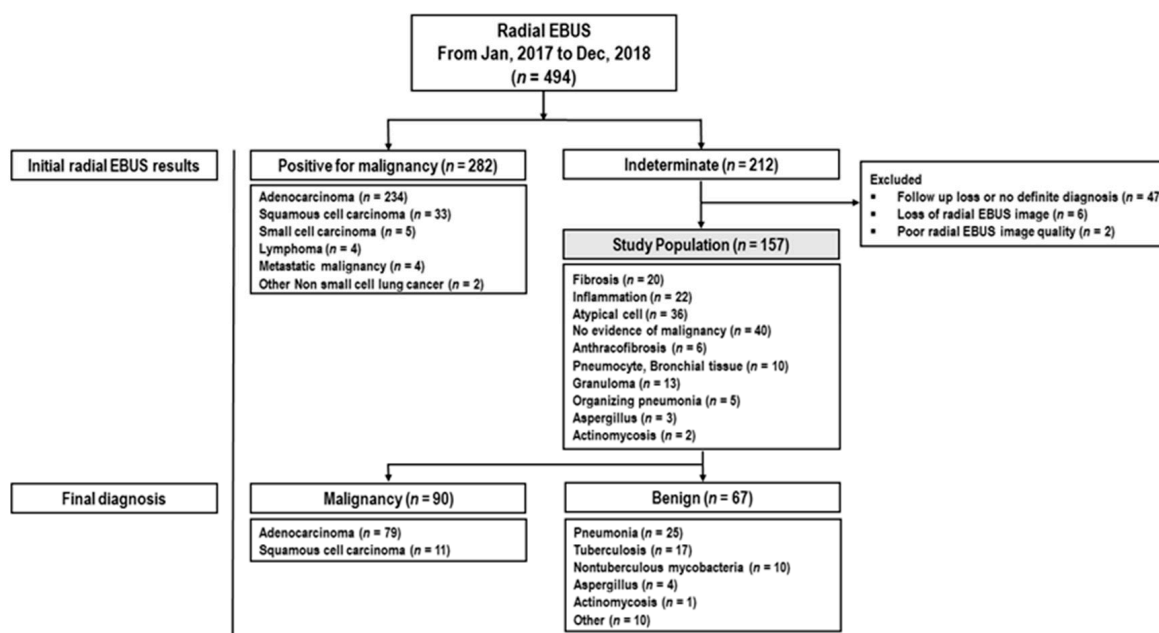 Radial EBUS
From Jan, 2017 to Dec, 2018
(n = 494)
Initial radial EBUS results
Positive for malignancy (n = 282)
Adenocarcinoma (n = 234)
Squamous cell carcinoma (n = 33)
Small cell carcinoma (n = 5)
Lymphoma (n = 4)
Metastatic malignancy (n = 4)
Other Non small cell lung cancer (n = 2)
Indeterminate (n = 212)
Excluded
▪ Follow up loss or no definite diagnosis (n = 47
▪ Loss of radial EBUS image (n = 6)
▪ Poor radial EBUS image quality (n = 2)
Study Population (n = 157)
Fibrosis (n = 20)
Inflammation (n = 22)
Atypical cell (n = 36)
No evidence of malignancy (n = 40)
Anthracofibrosis (n = 6)
Pneumocyte, Bronchial tissue (n = 10)
Granuloma (n = 13)
Organizing pneumonia (n = 5)
Aspergillus (n = 3)
Actinomycosis (n = 2)
Final diagnosis
Malignancy (n = 90)
Adenocarcinoma (n = 79)
Squamous cell carcinoma (n = 11)
Benign (n = 67)
Pneumonia (n = 25)
Tuberculosis (n = 17)
Nontuberculous mycobacteria (n = 10)
Aspergillus (n = 4)
Actinomycosis (n = 1)
Other (n = 10)